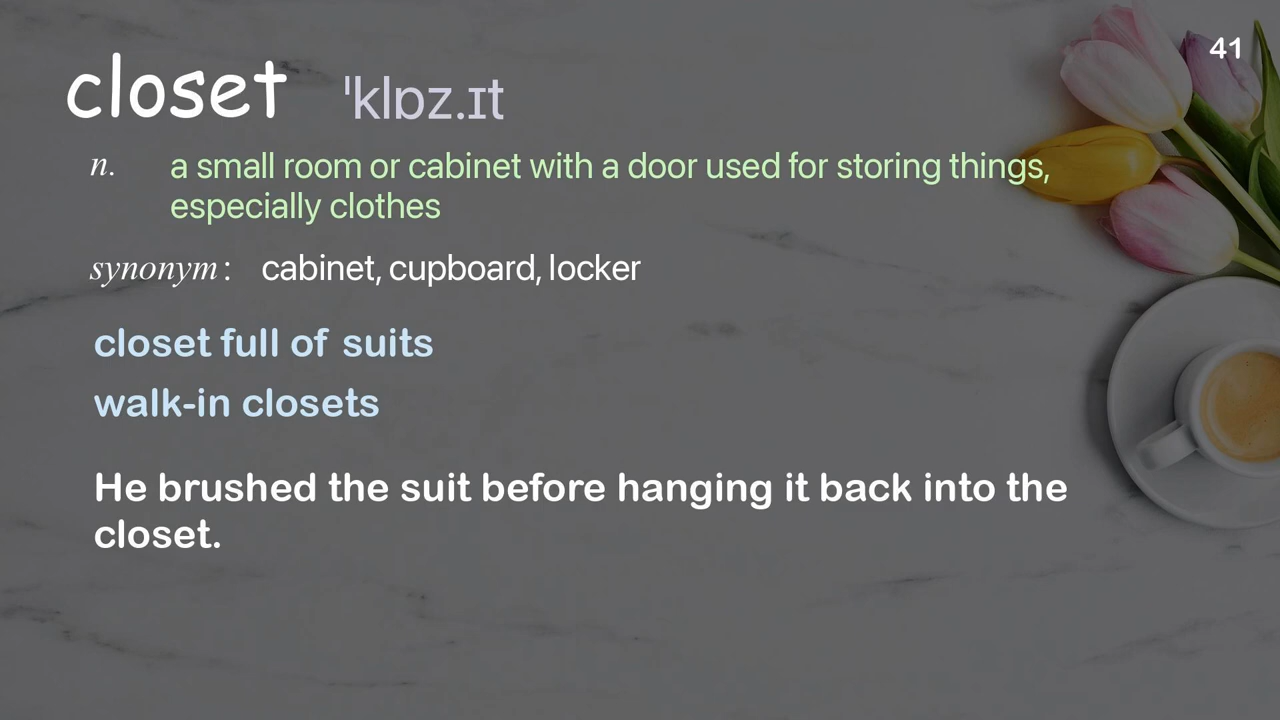 41
closet ˈklɒz.ɪt
n. a small room or cabinet with a door used for storing things,
especially clothes
synonym: cabinet, cupboard, locker
closet full of suits
walk-in closets
He brushed the suit before hanging it back into the
closet.